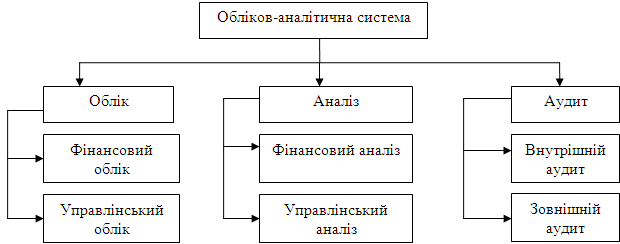 Обліков-аналітична система
Облік
Аналіз
Аудит
Фінансовий
облік
Фінансовий аналіз
Внутрішній
аудит
Управлінський
облік
Управлінський
аналіз
Зовнішній
аудит